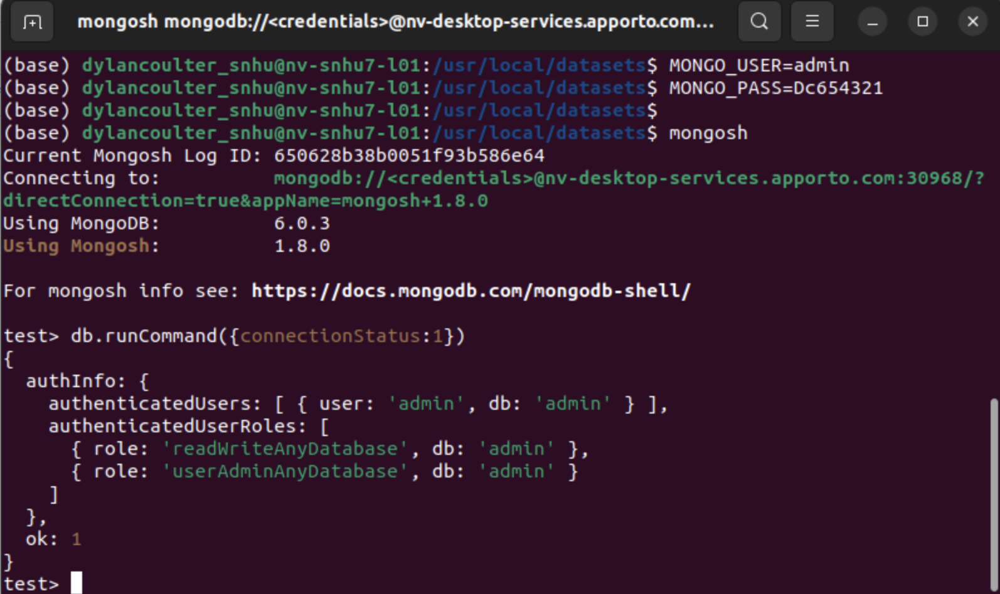 mongosh mongodb://<credentials>@nv-desktop-services.apporto.com...
(base) dylancoulter_snhu@nv-snhu7-l01:/usr/local/datasets$ MONGO_USER=admin
(base) dylancoulter_snhu@nv-snhu7-l01:/usr/local/datasets$ MONGO_PASS=Dc654321
(base) dylancoulter_snhu@nv-snhu7-l01:/usr/local/datasets$
(base) dylancoulter_snhu@nv-snhu7-l01:/usr/local/datasets$ mongosh
Current Mongosh Log ID: 650628b38b0051f93b586e64
Connecting to:          mongodb://<credentials>@nv-desktop-services.apporto.com:30968/?
directConnection=true&appName=mongosh+1.8.0
Using MongoDB:          6.0.3
Using Mongosh:          1.8.0

For mongosh info see: https://docs.mongodb.com/mongodb-shell/

test> db.runCommand({connectionStatus:1})
{
  authInfo: {
    authenticatedUsers: [ { user: 'admin', db: 'admin' } ],
    authenticatedUserRoles: [
      { role: 'readWriteAnyDatabase', db: 'admin' },
      { role: 'userAdminAnyDatabase', db: 'admin' }
    ]
  },
  ok: 1
}
test>